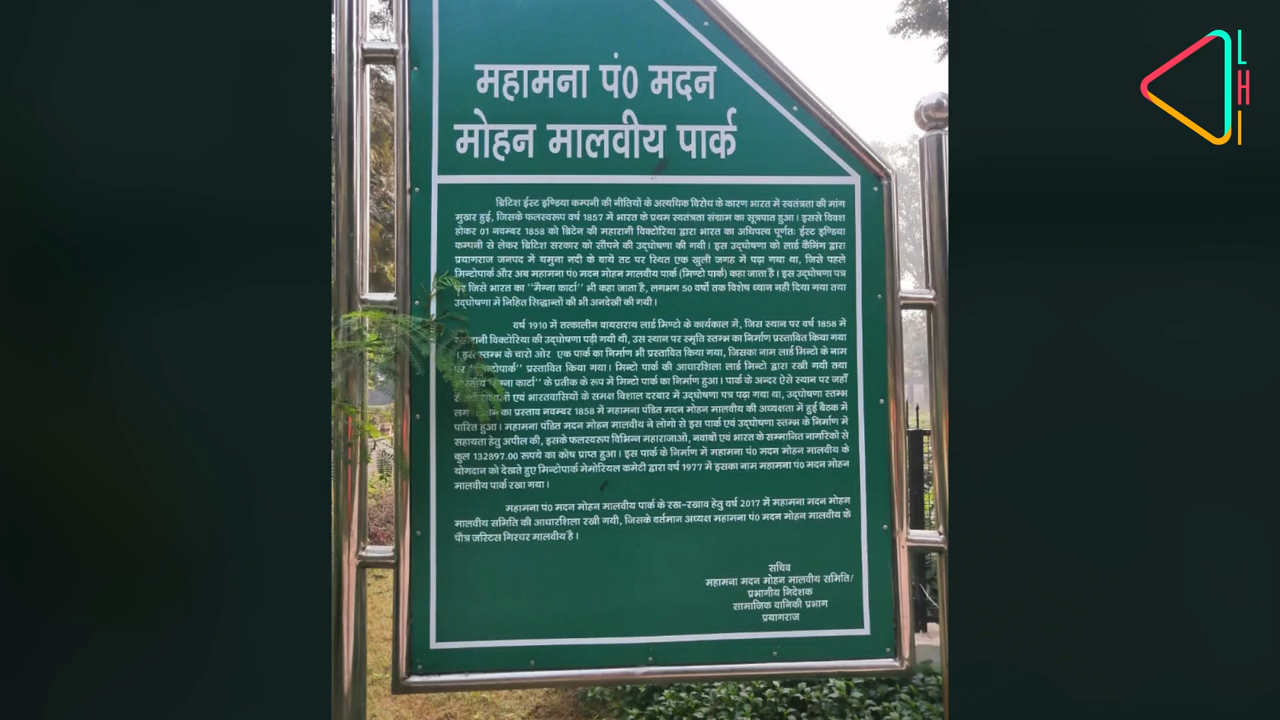 महामना पं0 मदन
मोहन मालवीय पार्क
ब्रिटिश ईस्ट इण्डिया कम्पनी की नीतियों के अत्यधिक विरोध के कारण भारत में स्वतंत्रता की मांग
मुखर हुई, जिसके फलस्वरूप वर्ष 1857 में भारत के प्रथम स्वतंत्रता संग्राम का सूत्रपात हुआ। इससे विवश
होकर 01 नवम्बर 1858 को ब्रिटेन की महारानी विक्टोरिया द्वारा भारत का अधिपत्य पूर्णतः ईस्ट इण्डिया
कम्पनी से लेकर ब्रिटिश सरकार को सौंपने की उद्घोषणा की गयी। इस उद्घोषणा को लार्ड कैनिंग द्वारा
प्रयागराज जनपद में यमुना नदी के बाये तट पर स्थित एक खुली जगह में पढ़ा गया था, जिसे पहले
मिन्टोपार्क और अब महामना पं0 मदन मोहन मालवीय पार्क (मिण्टो पार्क) कहा जाता है। इस उद्घोषणा पत्र
पर जिसे भारत का "मैग्ना कार्टा" भी कहा जाता है, लगभग 50 वर्षो तक विशेष ध्यान नही दिया गया तथा
उद्घोषणा में निहित सिद्धान्तों की भी अनदेखी की गयी।
वर्ष 1910 में तत्कालीन वायसराय लार्ड मिण्टो के कार्यकाल में, जिस स्थान पर वर्ष 1858 में
महारानी विक्टोरिया की उद्घोषणा पढ़ी गयी थी, उस स्थान पर स्मृति स्तम्भ का निर्माण प्रस्तावित किया गया
। इस स्तम्भ के चारो ओर एक पार्क का निर्माण भी प्रस्तावित किया गया, जिसका नाम लार्ड मिन्टो के नाम
पर "मिन्टोपार्क" प्रस्तावित किया गया। मिन्टो पार्क की आधारशिला लार्ड मिन्टो द्वारा रखी गयी तथा
भारतीय "मैग्ना कार्टा" के प्रतीक के रूप में मिन्टो पार्क का निर्माण हुआ। पार्क के अन्दर ऐसे स्थान पर जहाँ
एवं भारतवासियों के समक्ष विशाल दरबार में उद्घोषणा पत्र पढ़ा गया था, उद्घोषणा स्तम्भ
का प्रस्ताव नवम्बर 1858 में महामना पंडित मदन मोहन मालवीय की अध्यक्षता में हुई बैठक में
पारित हुआ। महामना पंडित मदन मोहन मालवीय ने लोगो से इस पार्क एवं उद्घोषणा स्तम्भ के निर्माण में
सहायता हेतु अपील की, इसके फलस्वरूप विभिन्न महाराजाओ, नवाबो एवं भारत के सम्मानित नागरिको से
कुल 132897.00 रूपये का कोष प्राप्त हुआ। इस पार्क के निर्माण में महामना पं0 मदन मोहन मालवीय के
योगदान को देखते हुए मिन्टोपार्क मेमोरियल कमेटी द्वारा वर्ष 1977 में इसका नाम महामना पं0 मदन मोहन
मालवीय पार्क रखा गया।
महामना पं0 मदन मोहन मालवीय पार्क के रख-रखाव हेतु वर्ष 2017 में महामना मदन मोहन
मालवीय समिति की आधारशिला रखी गयी, जिसके वर्तमान अध्यक्ष महामना पं0 मदन मोहन मालवीय के
पौत्र जस्टिस गिरधर मालवीय है।
सचिव
महामना मदन मोहन मालवीय समिति/
प्रभागीय निदेशक
सामाजिक वानिकी प्रभाग
प्रयागराज
LHI